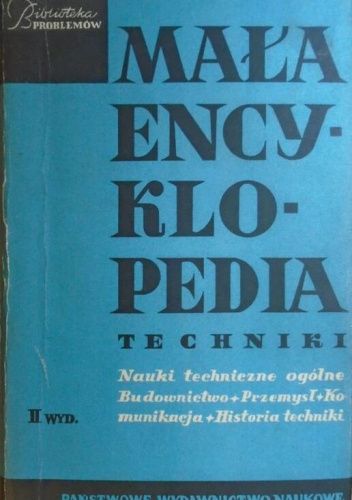 Biblioteka
PROBLEMÓW
MAŁA
ENCY-
KLO-
PEDIA
TECHNIKI
Nauki techniczne ogólne
Budownictwo + Przemysł + Ko-
munikacja + Historia techniki
II WYD.
PAŃSTWOWE WYDAWNICTWO NAUKOWE